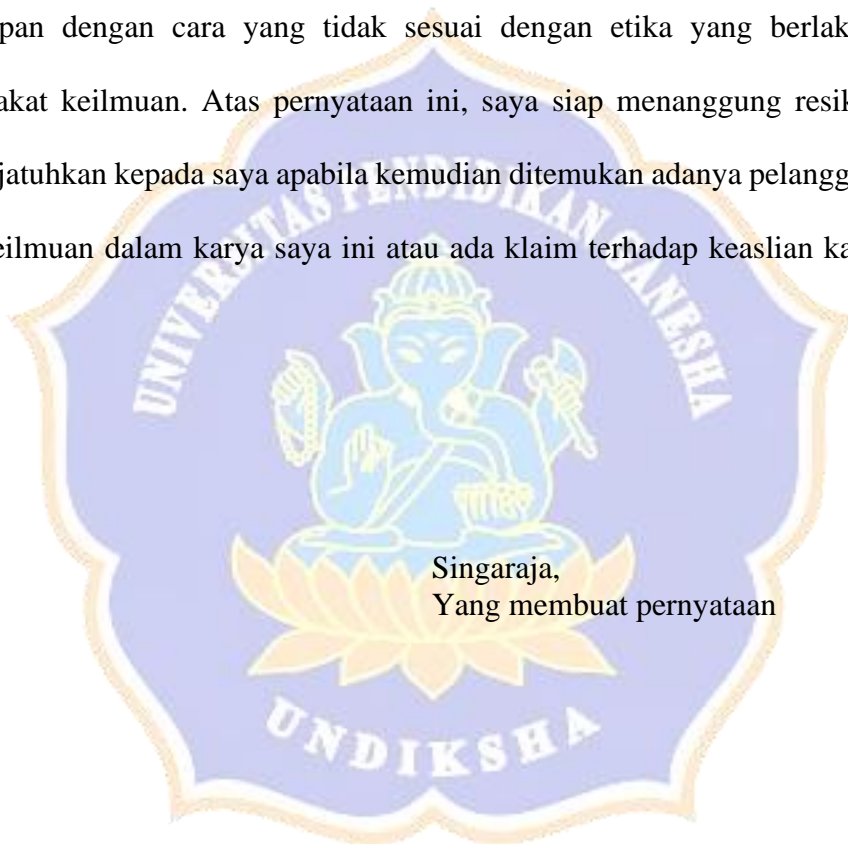 pan dengan cara yang tidak sesuai dengan etika yang berlak
akat keilmuan. Atas pernyataan ini, saya siap menanggung resik
jatuhkan kepada saya apabila kemudian ditemukan adanya pelangg
eilmuan dalam karya saya ini atau ada klaim terhadap keaslian ka
UNIVERSITAS PENDIDIKAN GANESHA
Singaraja,
Yang membuat pernyataan
UNDIKSHA